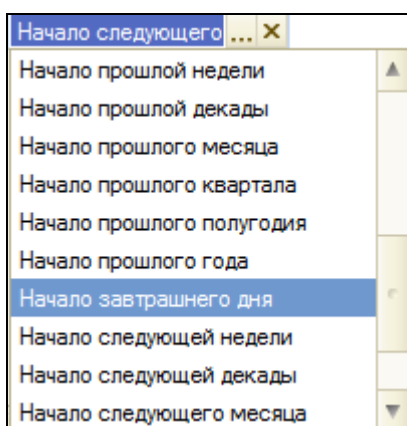 Начало следующего ...
Начало прошлой недели
Начало прошлой декады
Начало прошлого месяца
Начало прошлого квартала
Начало прошлого полугодия
Начало прошлого года
Начало завтрашнего дня
Начало следующей недели
Начало следующей декады
Начало следующего месяца